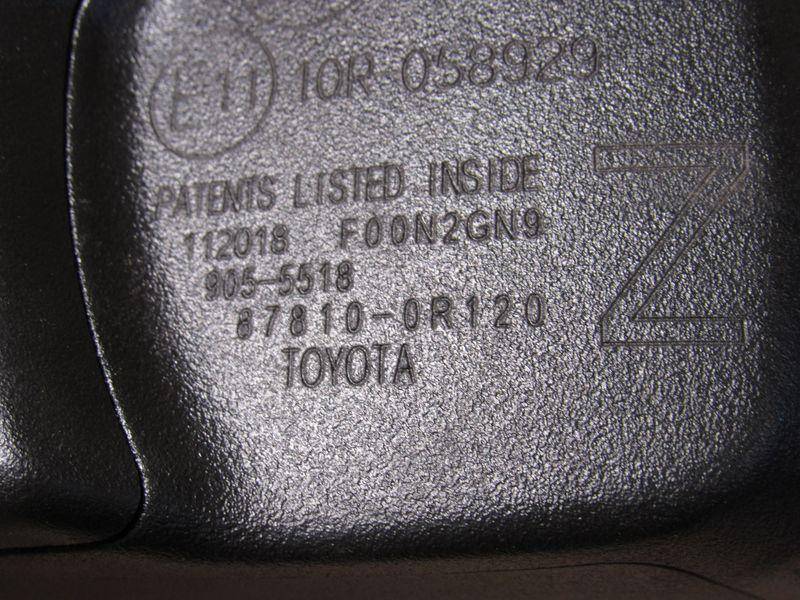 E11 10R-058929
PATENTS LISTED INSIDE
112018 F00N2GN9
905-5518
87810-0R120
TOYOTA
Z